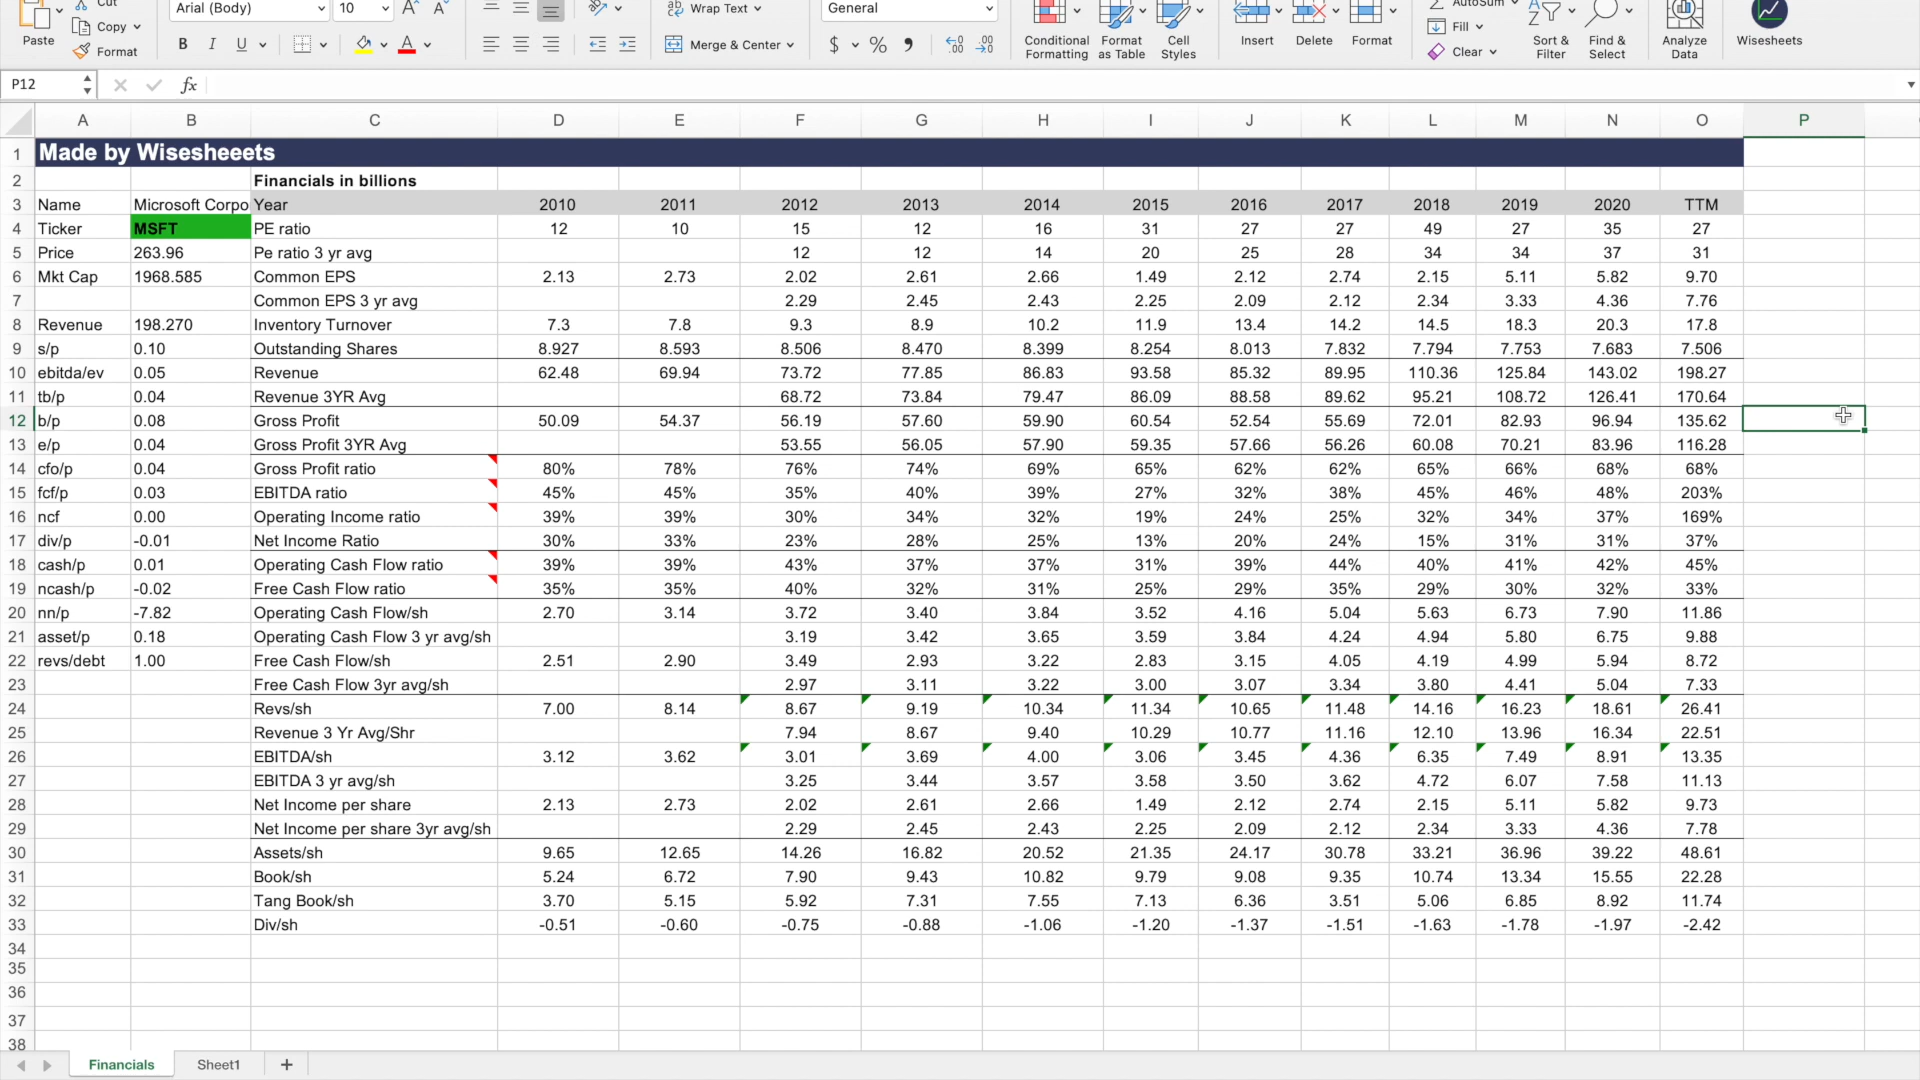 Cut Arial (Body) 10 A A ab Wrap Text General AutoSum A Z
Paste Copy Conditional Formatting Format as Table Cell Styles Insert Delete Format Fill Sort & Filter Find & Select Analyze Data Wisesheets
Format B I U A Merge & Center $ % 9 Clear
P12 fx
A B C D E F G H I J K L M N O P
1 Made by Wisesheeets
2 Financials in billions
3 Name Microsoft Corpo Year 2010 2011 2012 2013 2014 2015 2016 2017 2018 2019 2020 TTM
4 Ticker MSFT PE ratio 12 10 15 12 16 31 27 27 49 27 35 27
5 Price 263.96 Pe ratio 3 yr avg 12 12 14 20 25 28 34 34 37 31
6 Mkt Cap 1968.585 Common EPS 2.13 2.73 2.02 2.61 2.66 1.49 2.12 2.74 2.15 5.11 5.82 9.70
7 Common EPS 3 yr avg 2.29 2.45 2.43 2.25 2.09 2.12 2.34 3.33 4.36 7.76
8 Revenue 198.270 Inventory Turnover 7.3 7.8 9.3 8.9 10.2 11.9 13.4 14.2 14.5 18.3 20.3 17.8
9 s/p 0.10 Outstanding Shares 8.927 8.593 8.506 8.470 8.399 8.254 8.013 7.832 7.794 7.753 7.683 7.506
10 ebitda/ev 0.05 Revenue 62.48 69.94 73.72 77.85 86.83 93.58 85.32 89.95 110.36 125.84 143.02 198.27
11 tb/p 0.04 Revenue 3YR Avg 68.72 73.84 79.47 86.09 88.58 89.62 95.21 108.72 126.41 170.64
12 b/p 0.08 Gross Profit 50.09 54.37 56.19 57.60 59.90 60.54 52.54 55.69 72.01 82.93 96.94 135.62
13 e/p 0.04 Gross Profit 3YR Avg 53.55 56.05 57.90 59.35 57.66 56.26 60.08 70.21 83.96 116.28
14 cfo/p 0.04 Gross Profit ratio 80% 78% 76% 74% 69% 65% 62% 62% 65% 66% 68% 68%
15 fcf/p 0.03 EBITDA ratio 45% 45% 35% 40% 39% 27% 32% 38% 45% 46% 48% 203%
16 ncf 0.00 Operating Income ratio 39% 39% 30% 34% 32% 19% 24% 25% 32% 34% 37% 169%
17 div/p -0.01 Net Income Ratio 30% 33% 23% 28% 25% 13% 20% 24% 15% 31% 31% 37%
18 cash/p 0.01 Operating Cash Flow ratio 39% 39% 43% 37% 37% 31% 39% 44% 40% 41% 42% 45%
19 ncash/p -0.02 Free Cash Flow ratio 35% 35% 40% 32% 31% 25% 29% 35% 29% 30% 32% 33%
20 nn/p -7.82 Operating Cash Flow/sh 2.70 3.14 3.72 3.40 3.84 3.52 4.16 5.04 5.63 6.73 7.90 11.86
21 asset/p 0.18 Operating Cash Flow 3 yr avg/sh 3.19 3.42 3.65 3.59 3.84 4.24 4.94 5.80 6.75 9.88
22 revs/debt 1.00 Free Cash Flow/sh 2.51 2.90 3.49 2.93 3.22 2.83 3.15 4.05 4.19 4.99 5.94 8.72
23 Free Cash Flow 3yr avg/sh 2.97 3.11 3.22 3.00 3.07 3.34 3.80 4.41 5.04 7.33
24 Revs/sh 7.00 8.14 8.67 9.19 10.34 11.34 10.65 11.48 14.16 16.23 18.61 26.41
25 Revenue 3 Yr Avg/Shr 7.94 8.67 9.40 10.29 10.77 11.16 12.10 13.96 16.34 22.51
26 EBITDA/sh 3.12 3.62 3.01 3.69 4.00 3.06 3.45 4.36 6.35 7.49 8.91 13.35
27 EBITDA 3 yr avg/sh 3.25 3.44 3.57 3.58 3.50 3.62 4.72 6.07 7.58 11.13
28 Net Income per share 2.13 2.73 2.02 2.61 2.66 1.49 2.12 2.74 2.15 5.11 5.82 9.73
29 Net Income per share 3yr avg/sh 2.29 2.45 2.43 2.25 2.09 2.12 2.34 3.33 4.36 7.78
30 Assets/sh 9.65 12.65 14.26 16.82 20.52 21.35 24.17 30.78 33.21 36.96 39.22 48.61
31 Book/sh 5.24 6.72 7.90 9.43 10.82 9.79 9.08 9.35 10.74 13.34 15.55 22.28
32 Tang Book/sh 3.70 5.15 5.92 7.31 7.55 7.13 6.36 3.51 5.06 6.85 8.92 11.74
33 Div/sh -0.51 -0.60 -0.75 -0.88 -1.06 -1.20 -1.37 -1.51 -1.63 -1.78 -1.97 -2.42
34
35
36
37
38
Financials Sheet1 +